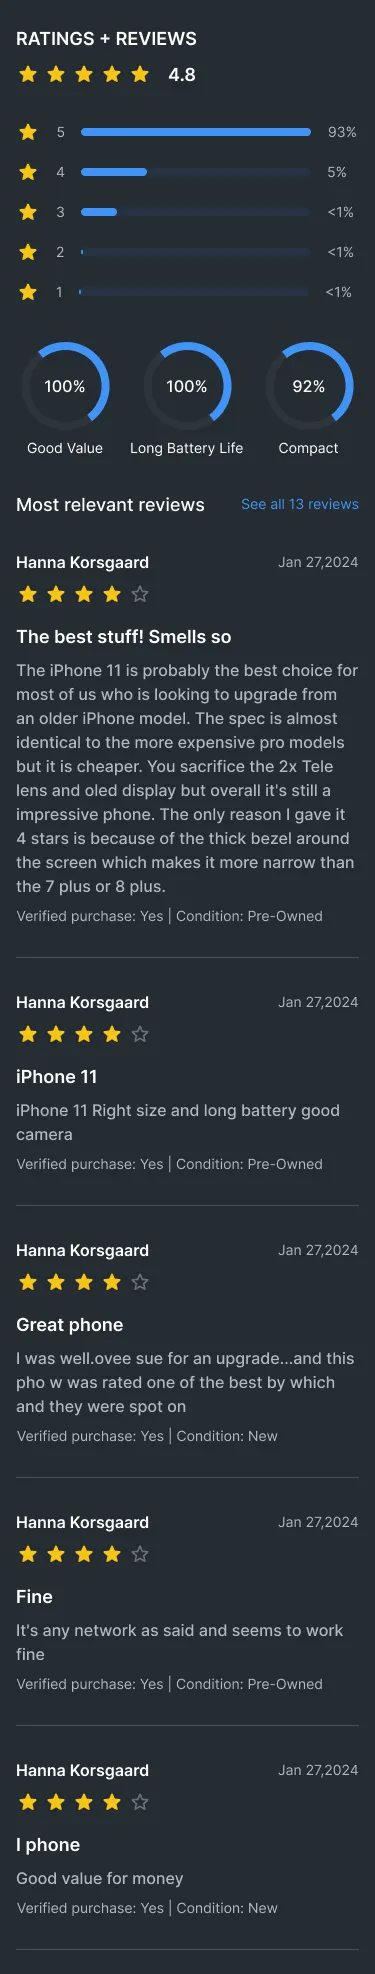 RATINGS + REVIEWS
4.8
5 93%
4 5%
3 <1%
2 <1%
1 <1%
100% 100% 92%
Good Value Long Battery Life Compact
Most relevant reviews See all 13 reviews
Hanna Korsgaard Jan 27,2024
The best stuff! Smells so
The iPhone 11 is probably the best choice for
most of us who is looking to upgrade from
an older iPhone model. The spec is almost
identical to the more expensive pro models
but it is cheaper. You sacrifice the 2x Tele
lens and oled display but overall it's still a
impressive phone. The only reason I gave it
4 stars is because of the thick bezel around
the screen which makes it more narrow than
the 7 plus or 8 plus.
Verified purchase: Yes | Condition: Pre-Owned
Hanna Korsgaard Jan 27,2024
iPhone 11
iPhone 11 Right size and long battery good
camera
Verified purchase: Yes | Condition: Pre-Owned
Hanna Korsgaard Jan 27,2024
Great phone
I was well.ovee sue for an upgrade...and this
pho w was rated one of the best by which
and they were spot on
Verified purchase: Yes | Condition: New
Hanna Korsgaard Jan 27,2024
Fine
It's any network as said and seems to work
fine
Verified purchase: Yes | Condition: Pre-Owned
Hanna Korsgaard Jan 27,2024
I phone
Good value for money
Verified purchase: Yes | Condition: New